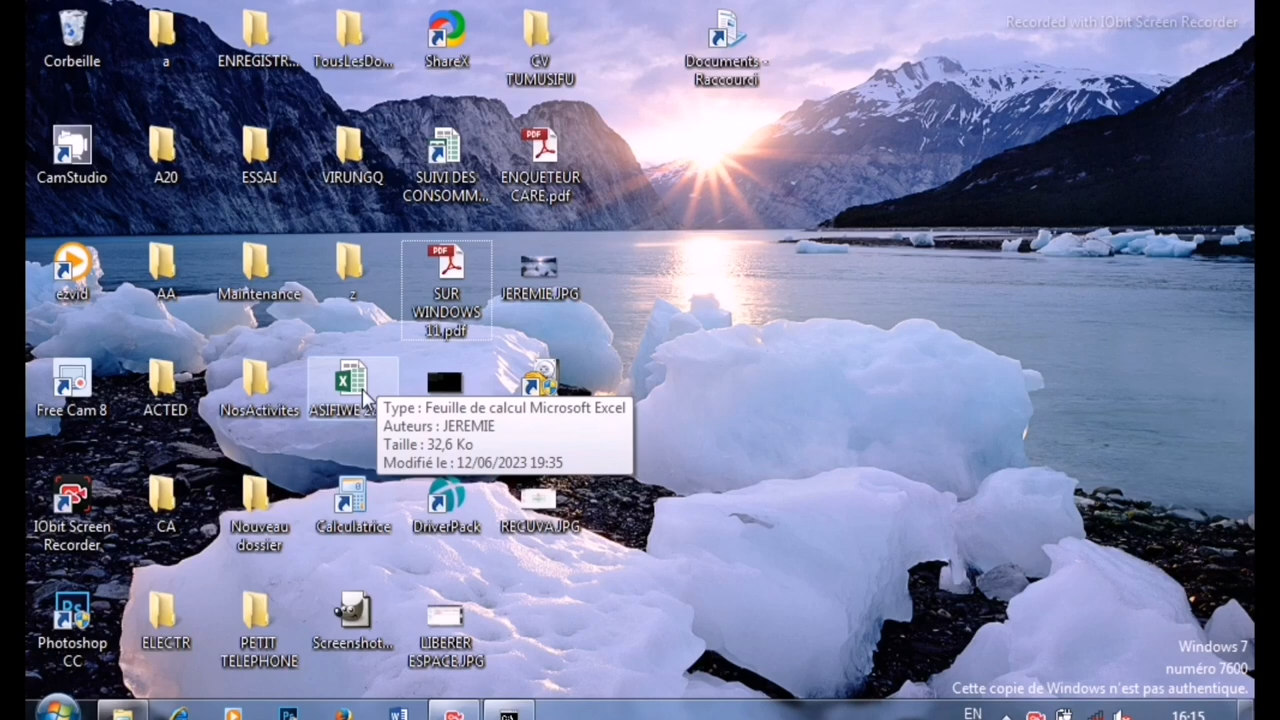 Recorded with IObit Screen Recorder
Corbeille
a
ENREGISTR...
TousLesDo...
ShareX
CV
TUMUSIFU
Documents -
Raccourci
CamStudio
A20
ESSAI
VIRUNGQ
SUIVI DES
CONSOMM...
PDF
ENQUETEUR
CARE.pdf
ezvid
AA
Maintenance
z
PDF
SUR
WINDOWS
11.pdf
JEREMIE.JPG
Free Cam 8
ACTED
NosActivites
ASIFIWE
Type : Feuille de calcul Microsoft Excel
Auteurs : JEREMIE
Taille : 32,6 Ko
Modifié le : 12/06/2023 19:35
IObit Screen
Recorder
CA
Nouveau
dossier
Calculatrice
DriverPack
RECUVA.JPG
Ps
Photoshop
CC
ELECTR
PETIT
TELEPHONE
Screenshot...
LIBERER
ESPACE.JPG
Windows 7
numéro 7600
Cette copie de Windows n'est pas authentique.
EN
16:15